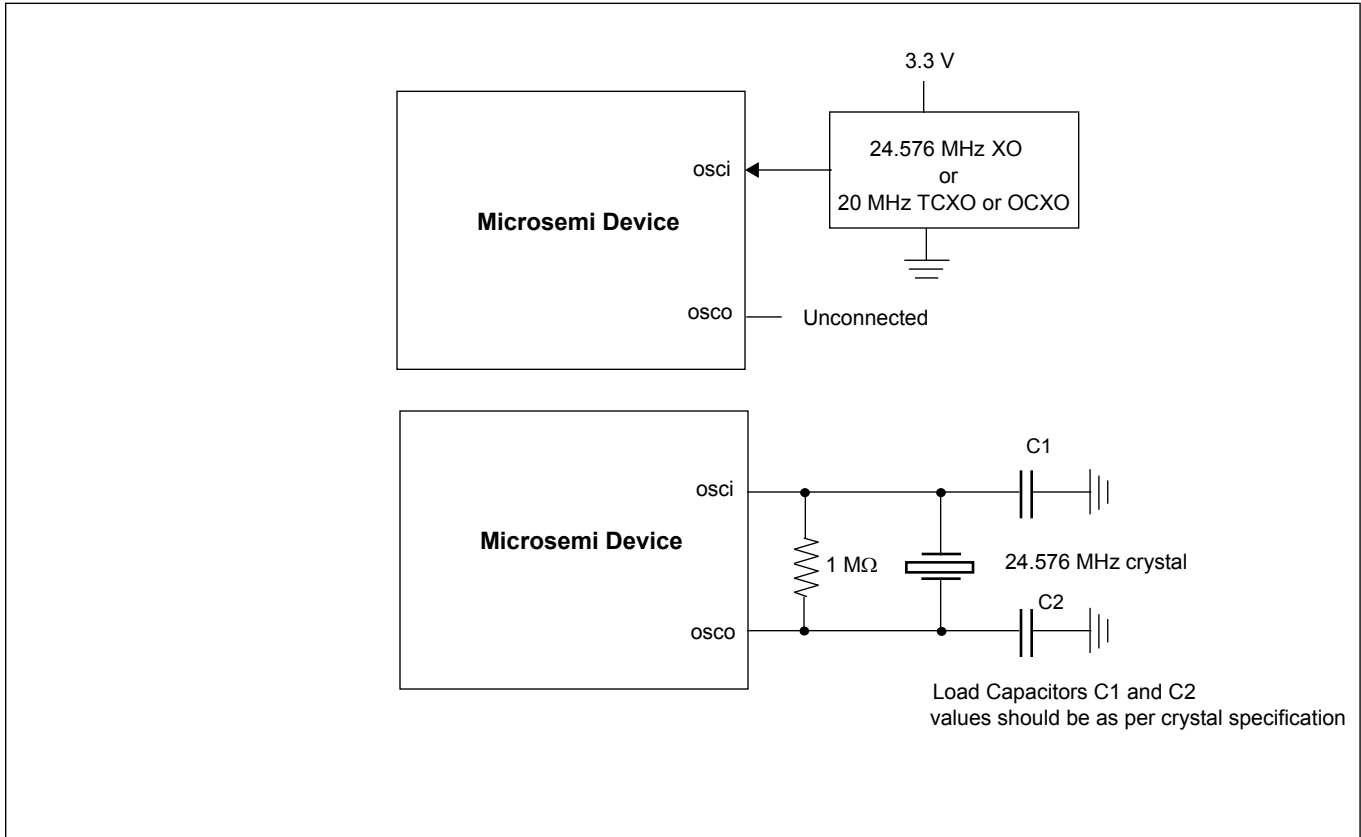 3.3 V
24.576 MHz XO
or
20 MHz TCXO or OCXO
osci
Microsemi Device
osco
Unconnected
C1
osci
Microsemi Device
1 MΩ
24.576 MHz crystal
C2
osco
Load Capacitors C1 and C2
values should be as per crystal specification